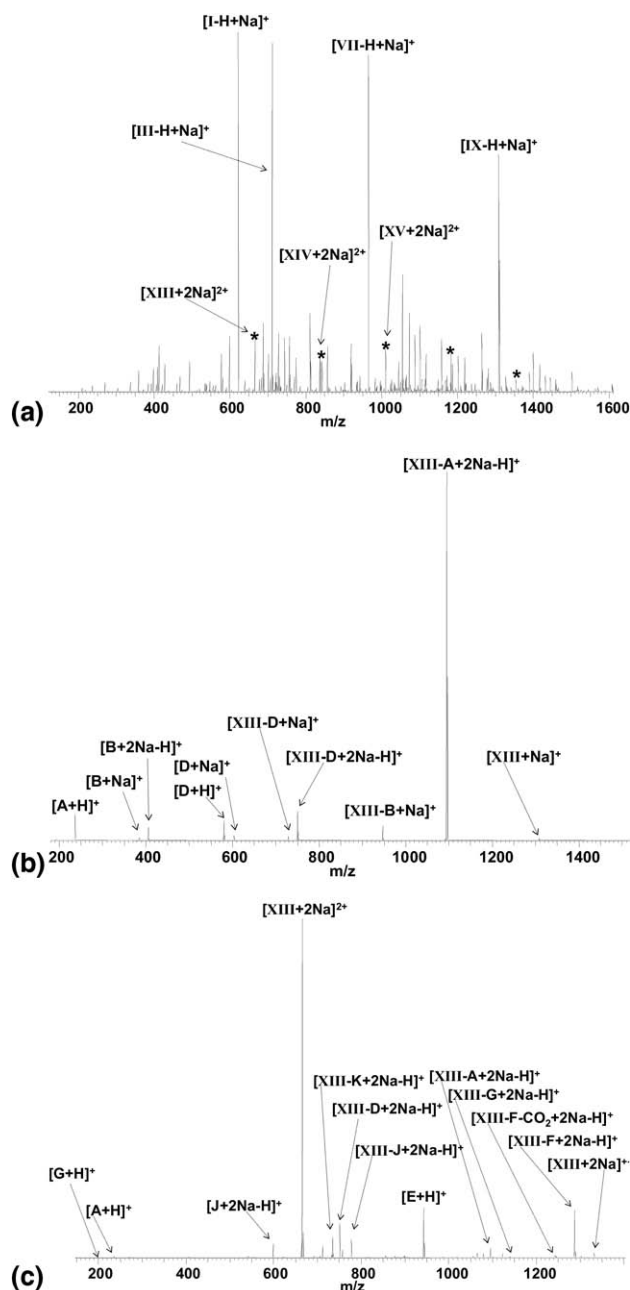 [I-H+Na]⁺
[VII-H+Na]⁺
[III-H+Na]⁺
[IX-H+Na]⁺
[XV+2Na]²⁺
[XIV+2Na]²⁺
[XIII+2Na]²⁺
* * * * *
200 400 600 800 1000 1200 1400 1600
m/z
(a)
[XIII-A+2Na-H]⁺
[XIII-D+Na]⁺
[B+2Na-H]⁺
[XIII-D+2Na-H]⁺
[D+Na]⁺
[XIII+Na]⁺
[B+Na]⁺
[D+H]⁺
[A+H]⁺
[XIII-B+Na]⁺
200 400 600 800 1000 1200 1400
m/z
(b)
[XIII+2Na]²⁺
[XIII-K+2Na-H]⁺
[XIII-A+2Na-H]⁺
[XIII-G+2Na-H]⁺
[XIII-D+2Na-H]⁺
[XIII-F-CO₂+2Na-H]⁺
[XIII-J+2Na-H]⁺
[XIII-F+2Na-H]⁺
[G+H]⁺
[XIII+2Na]⁺·
[A+H]⁺
[J+2Na-H]⁺
[E+H]⁺
200 400 600 800 1000 1200
m/z
(c)